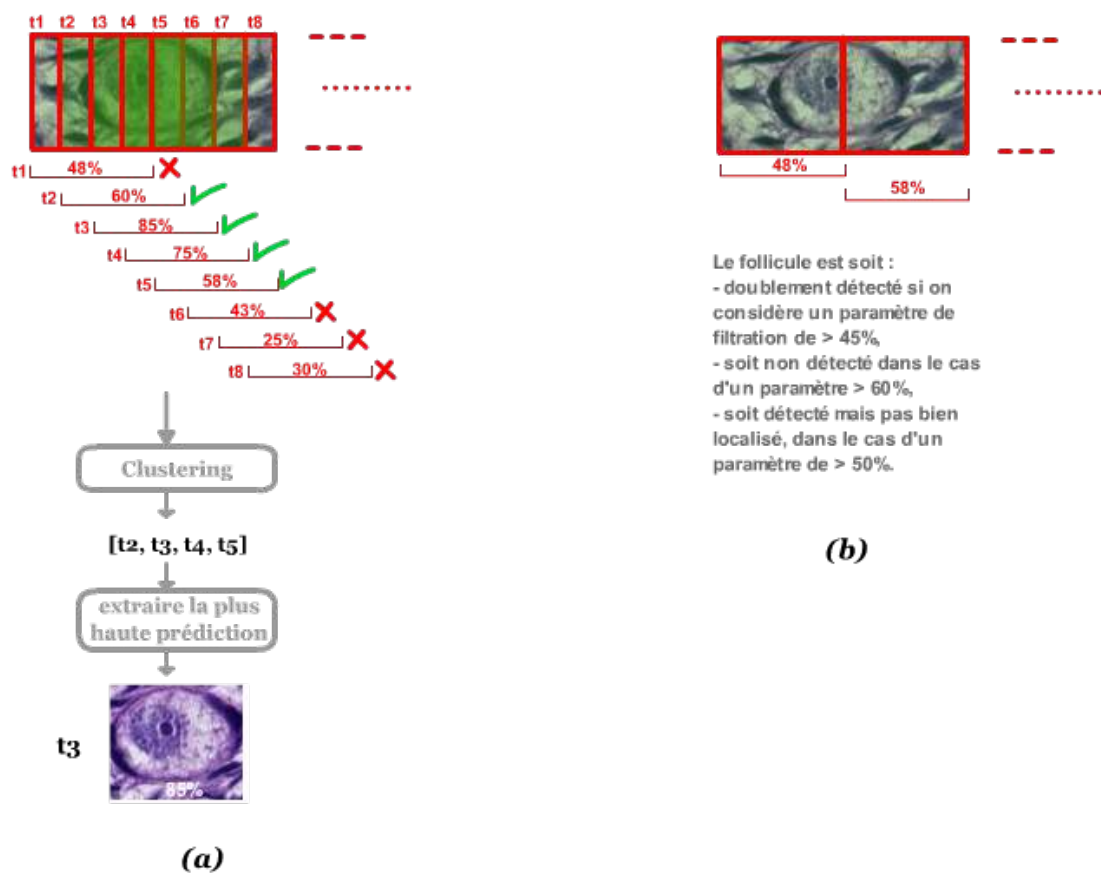 t1 t2 t3 t4 t5 t6 t7 t8
t1 48%
t2 60%
t3 85%
t4 75%
t5 58%
t6 43%
t7 25%
t8 30%
Clustering
[t2, t3, t4, t5]
extraire la plus
haute prédiction
t3
85%
(a)
48%
58%
Le follicule est soit :
- doublement détecté si on
considère un paramètre de
filtration de > 45%,
- soit non détecté dans le cas
d'un paramètre > 60%,
- soit détecté mais pas bien
localisé, dans le cas d'un
paramètre de > 50%.
(b)